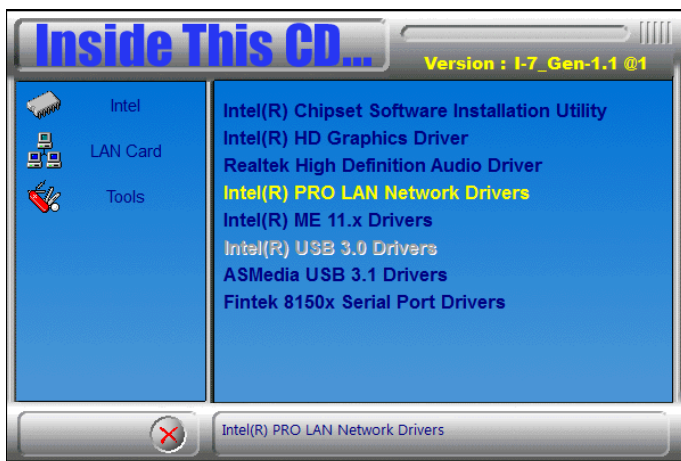 Inside This CD...
Version : I-7_Gen-1.1 @1
Intel
LAN Card
Tools
Intel(R) Chipset Software Installation Utility
Intel(R) HD Graphics Driver
Realtek High Definition Audio Driver
Intel(R) PRO LAN Network Drivers
Intel(R) ME 11.x Drivers
Intel(R) USB 3.0 Drivers
ASMedia USB 3.1 Drivers
Fintek 8150x Serial Port Drivers
Intel(R) PRO LAN Network Drivers